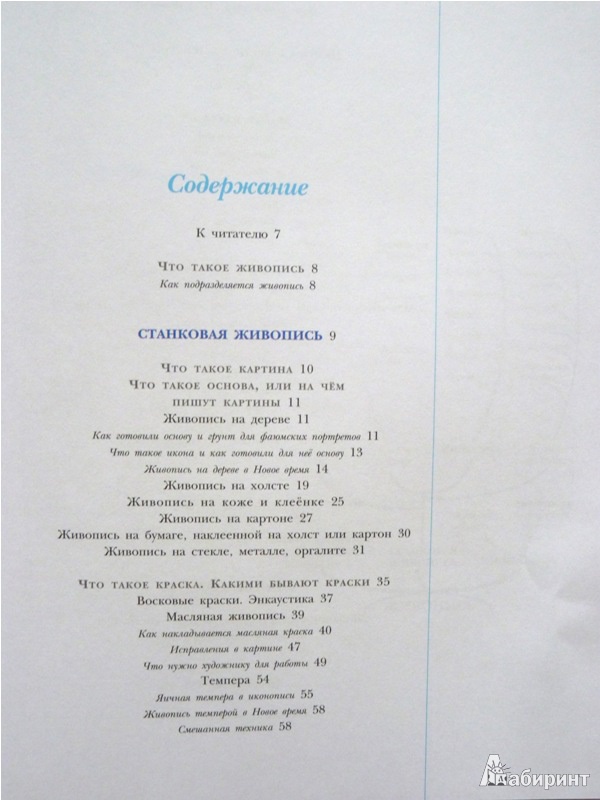 Содержание
К читателю 7
Что такое живопись 8
Как подразделяется живопись 8
СТАНКОВАЯ ЖИВОПИСЬ 9
Что такое картина 10
Что такое основа, или на чём
пишут картины 11
Живопись на дереве 11
Как готовили основу и грунт для фаюмских портретов 11
Что такое икона и как готовили для неё основу 13
Живопись на дереве в Новое время 14
Живопись на холсте 19
Живопись на коже и клеёнке 25
Живопись на картоне 27
Живопись на бумаге, наклеенной на холст или картон 30
Живопись на стекле, металле, оргалите 31
Что такое краска. Какими бывают краски 35
Восковые краски. Энкаустика 37
Масляная живопись 39
Как накладывается масляная краска 40
Исправления в картине 47
Что нужно художнику для работы 49
Темпера 54
Яичная темпера в иконописи 55
Живопись темперой в Новое время 58
Смешанная техника 58
Лабиринт